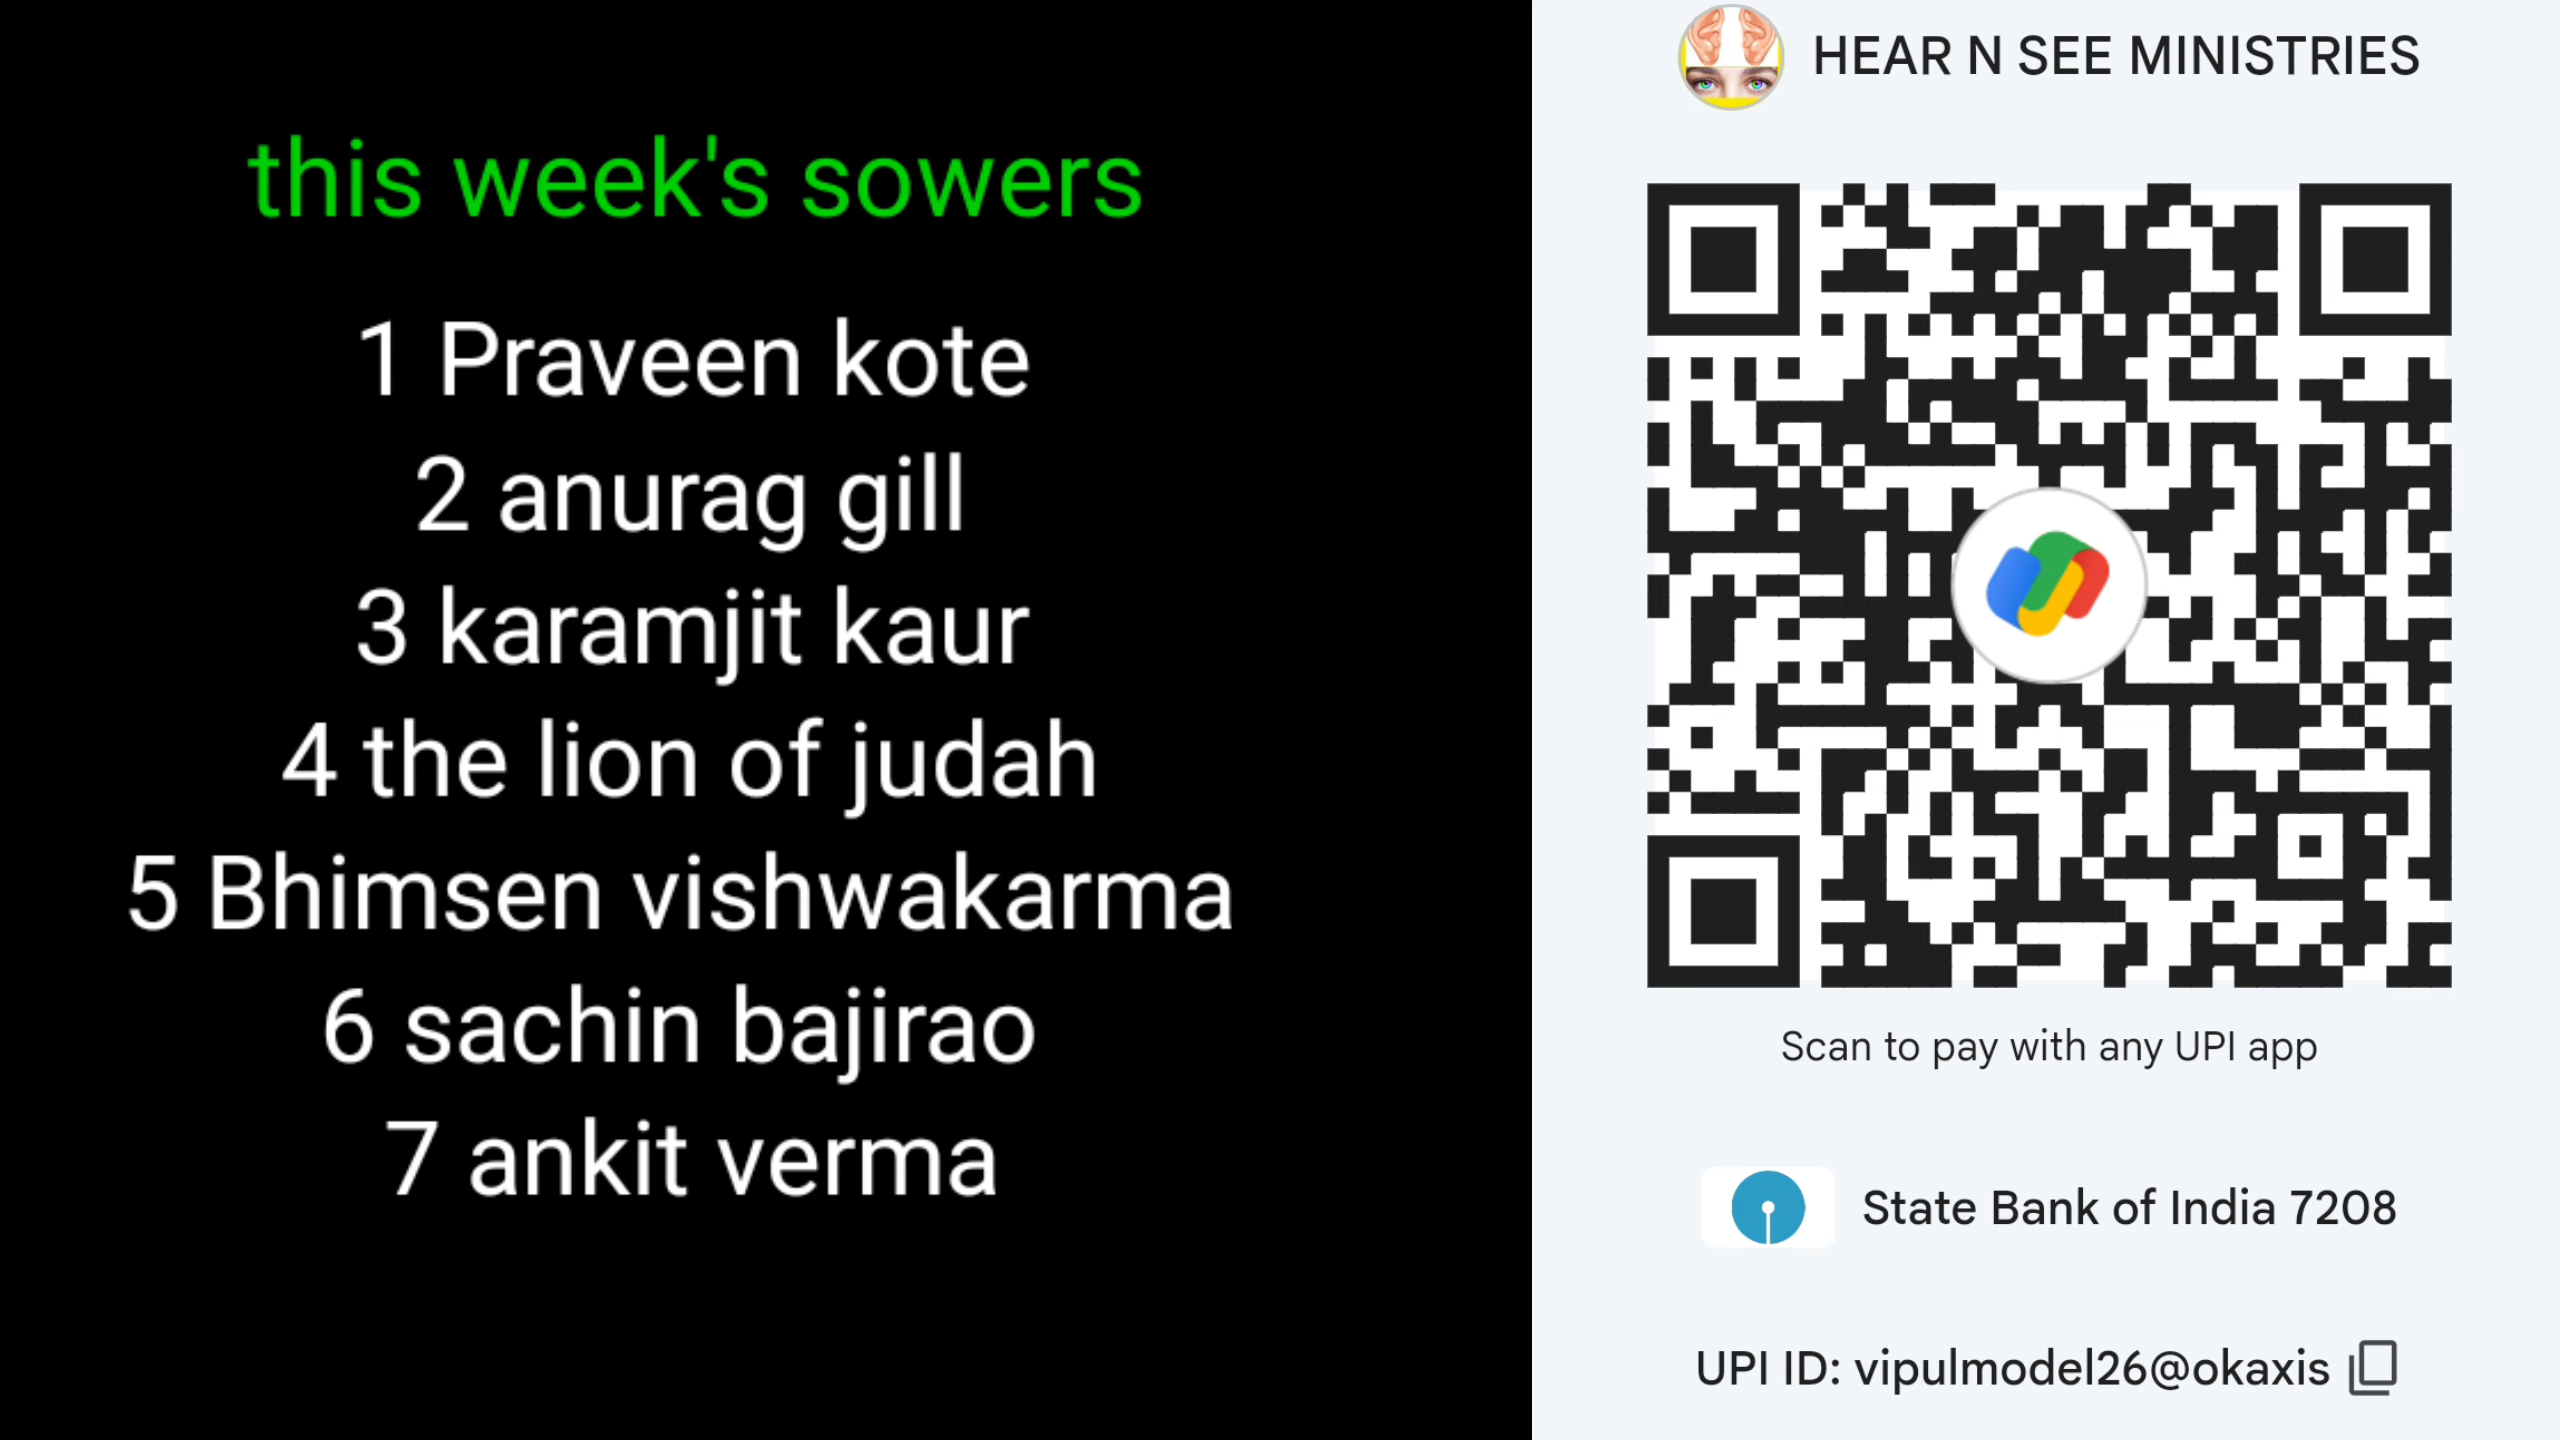 this week's sowers
1 Praveen kote
2 anurag gill
3 karamjit kaur
4 the lion of judah
5 Bhimsen vishwakarma
6 sachin bajirao
7 ankit verma
HEAR N SEE MINISTRIES
Scan to pay with any UPI app
State Bank of India 7208
UPI ID: vipulmodel26@okaxis